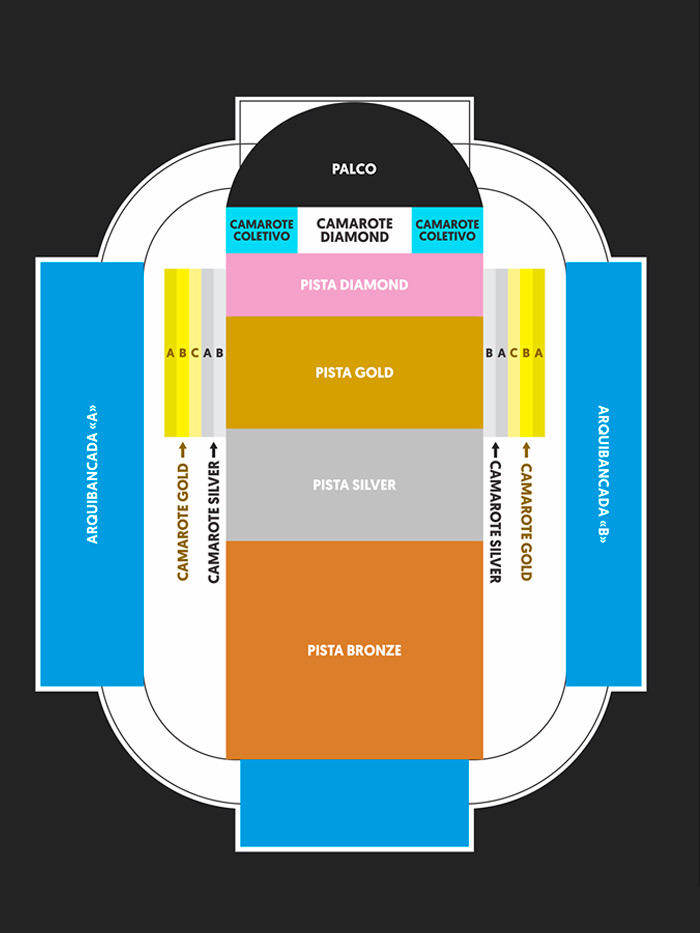 PALCO
CAMAROTE
COLETIVO
CAMAROTE
DIAMOND
CAMAROTE
COLETIVO
PISTA DIAMOND
A B C A B
B A C B A
PISTA GOLD
ARQUIBANCADA «A»
CAMAROTE GOLD
CAMAROTE SILVER
PISTA SILVER
CAMAROTE SILVER
CAMAROTE GOLD
ARQUIBANCADA «B»
PISTA BRONZE